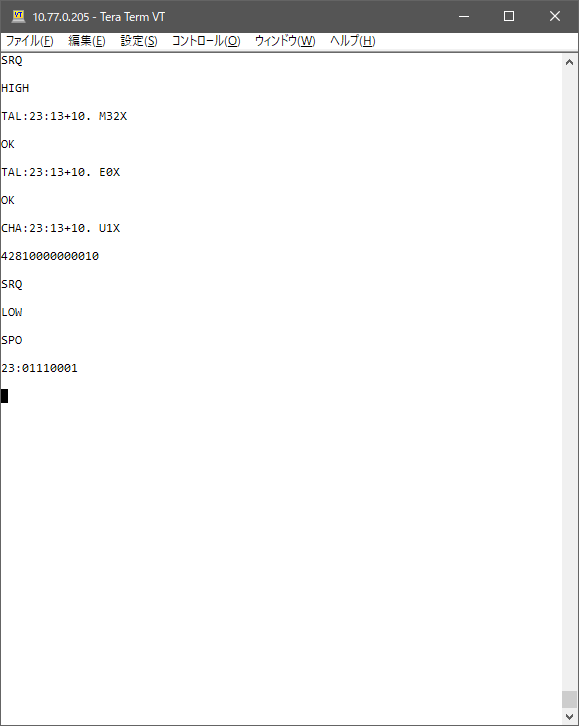 10.77.0.205 - Tera Term VT
ファイル(F) 編集(E) 設定(S) コントロール(O) ウィンドウ(W) ヘルプ(H)
SRQ
HIGH
TAL:23:13+10. M32X
OK
TAL:23:13+10. E0X
OK
CHA:23:13+10. U1X
42810000000010
SRQ
LOW
SPO
23:01110001